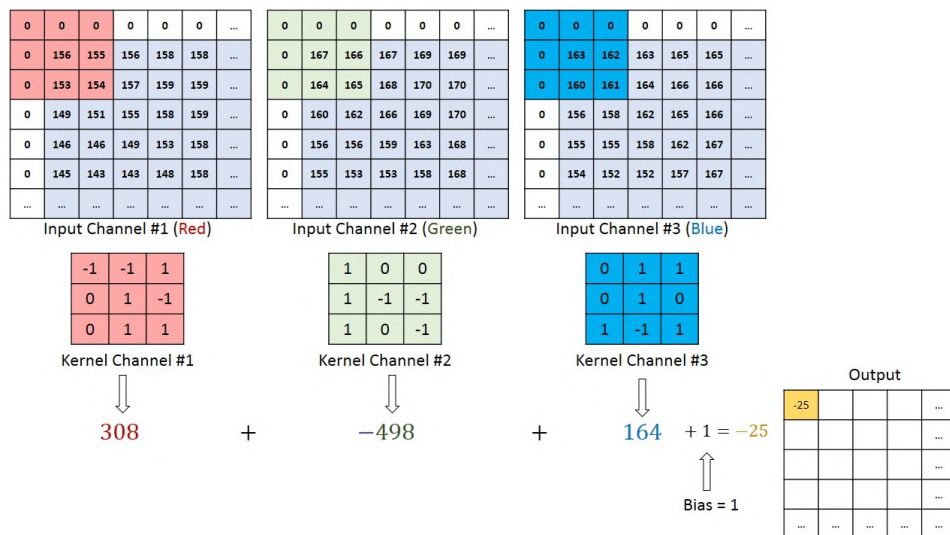 0 0 0 0 0 0 ...
0 156 155 156 158 158 ...
0 153 154 157 159 159 ...
0 149 151 155 158 159 ...
0 146 146 149 153 158 ...
0 145 143 143 148 158 ...
... ... ... ... ... ... ...
Input Channel #1 (Red)
0 0 0 0 0 0 ...
0 167 166 167 169 169 ...
0 164 165 168 170 170 ...
0 160 162 166 169 170 ...
0 156 156 159 163 168 ...
0 155 153 153 158 168 ...
... ... ... ... ... ... ...
Input Channel #2 (Green)
0 0 0 0 0 0 ...
0 163 162 163 165 165 ...
0 160 161 164 166 166 ...
0 156 158 162 165 166 ...
0 155 155 158 162 167 ...
0 154 152 152 157 167 ...
... ... ... ... ... ... ...
Input Channel #3 (Blue)
-1 -1 1
0 1 -1
0 1 1
Kernel Channel #1
1 0 0
1 -1 -1
1 0 -1
Kernel Channel #2
0 1 1
0 1 0
1 -1 1
Kernel Channel #3
308 + −498 + 164 + 1 = −25
Bias = 1
Output
-25 ...
...
...
...
... ... ... ... ...